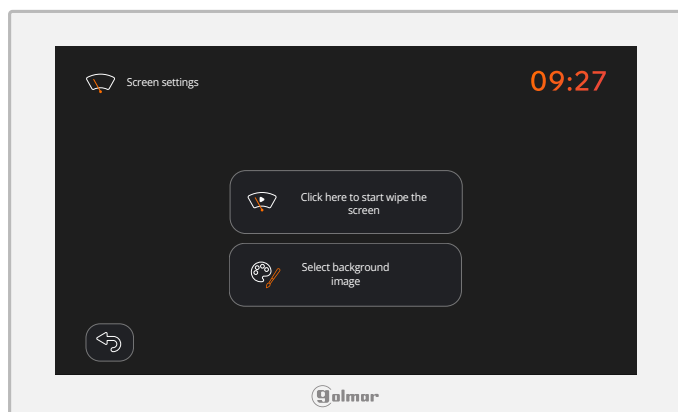 Screen settings
09:27
Click here to start wipe the
screen
Select background
image
golmar